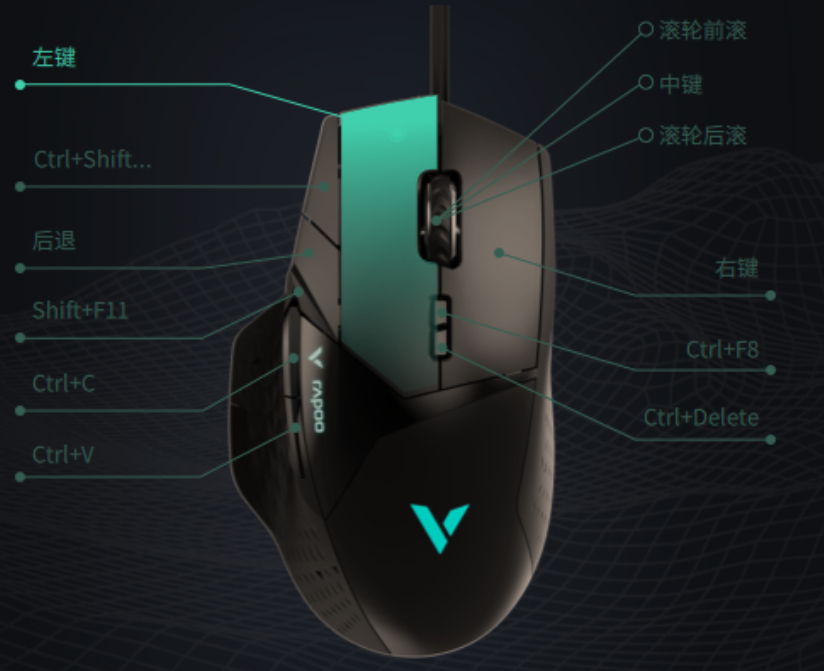 左键
Ctrl+Shift...
后退
Shift+F11
Ctrl+C
Ctrl+V
rapoo
滚轮前滚
中键
滚轮后滚
右键
Ctrl+F8
Ctrl+Delete